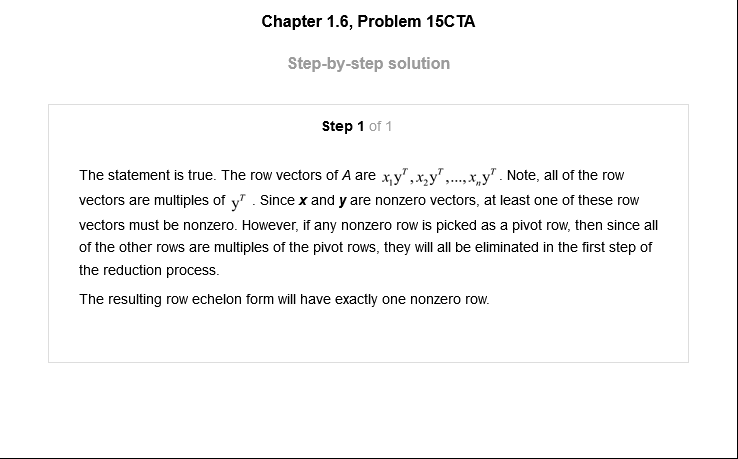 Chapter 1.6, Problem 15CTA
Step-by-step solution
Step 1 of 1
The statement is true. The row vectors of A are x₁yᵀ, x₂yᵀ,..., xₙyᵀ . Note, all of the row
vectors are multiples of yᵀ . Since x and y are nonzero vectors, at least one of these row
vectors must be nonzero. However, if any nonzero row is picked as a pivot row, then since all
of the other rows are multiples of the pivot rows, they will all be eliminated in the first step of
the reduction process.
The resulting row echelon form will have exactly one nonzero row.